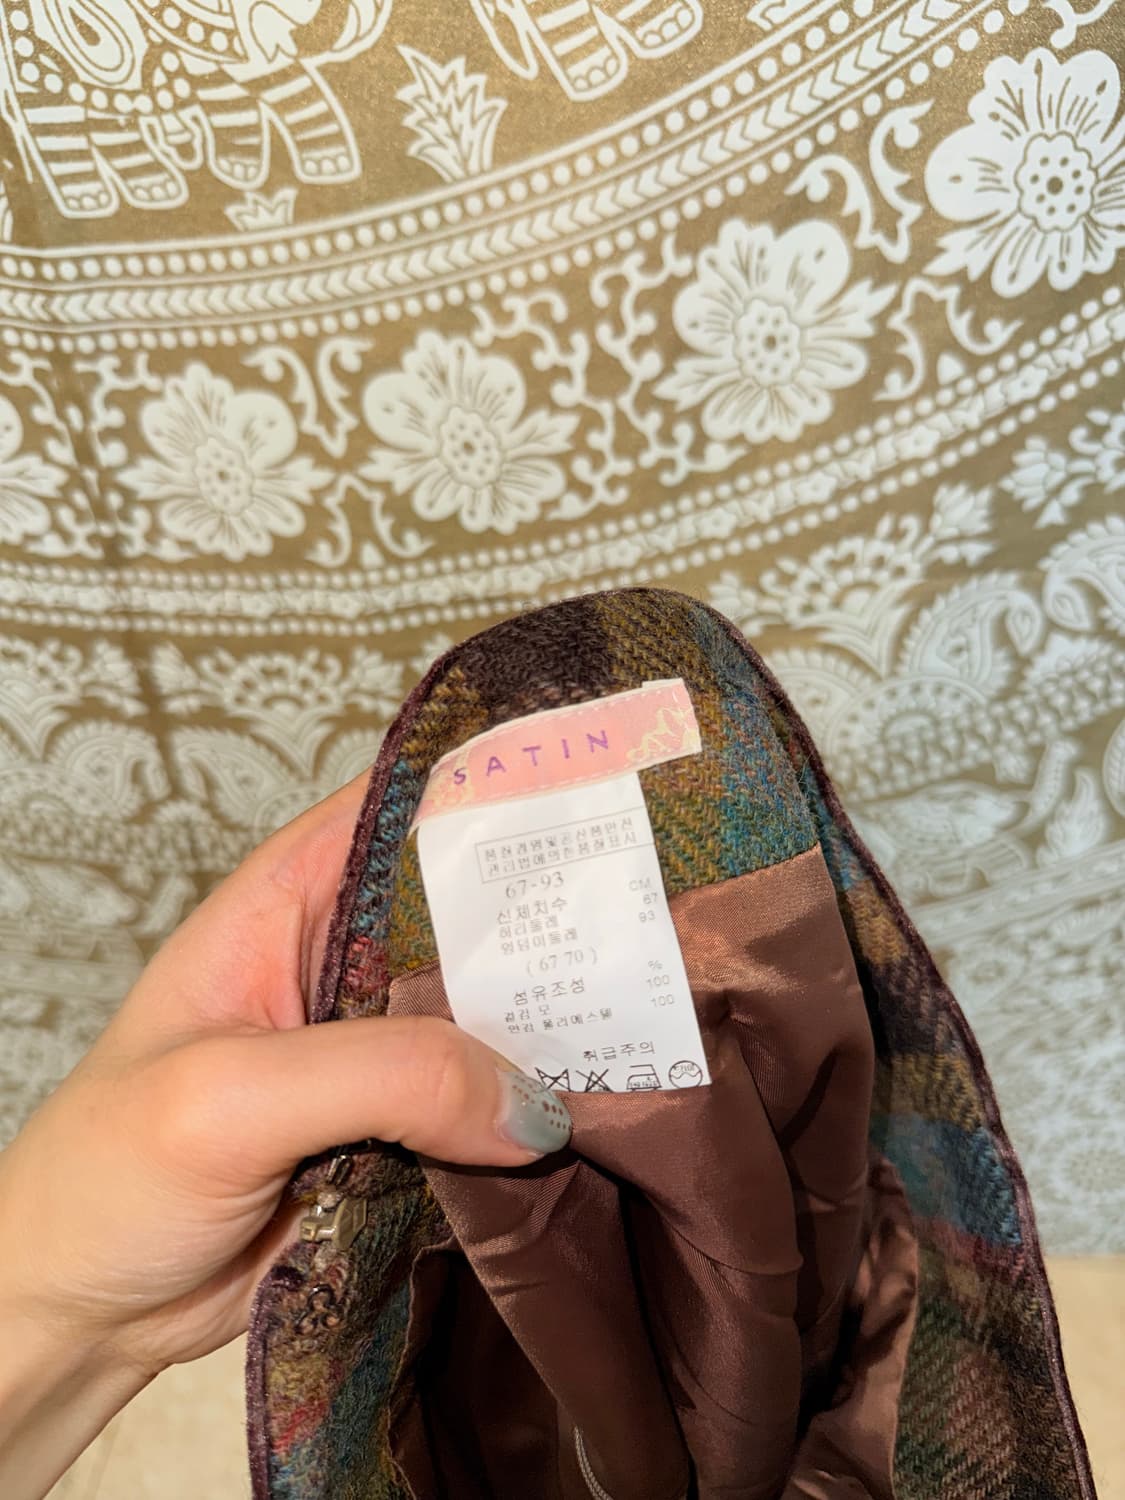 SATIN
품질경영및공산품안전
관리법에의한품질표시
67-93
신체치수 CM
허리둘레 67
엉덩이둘레 93
( 67 70 )
섬유조성 %
겉감 모 100
안감 폴리에스텔 100
취급주의